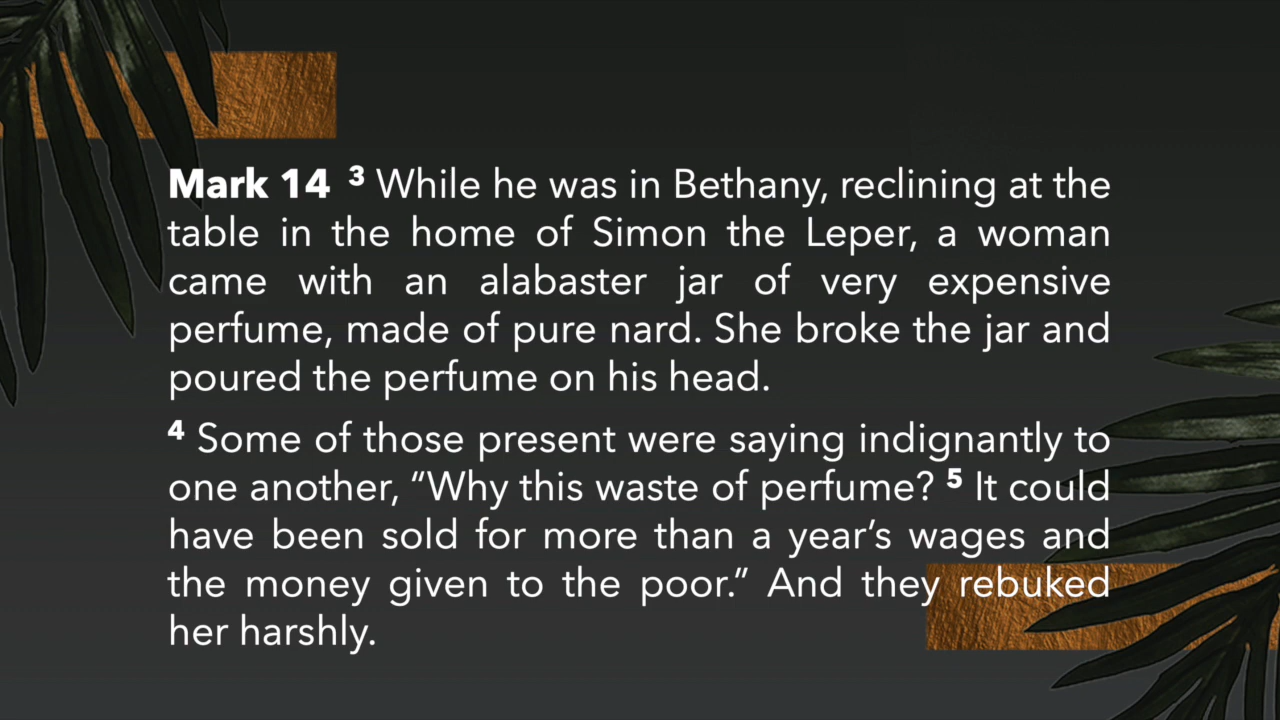 Mark 14 ³ While he was in Bethany, reclining at the
table in the home of Simon the Leper, a woman
came with an alabaster jar of very expensive
perfume, made of pure nard. She broke the jar and
poured the perfume on his head.
⁴ Some of those present were saying indignantly to
one another, “Why this waste of perfume? ⁵ It could
have been sold for more than a year’s wages and
the money given to the poor.” And they rebuked
her harshly.